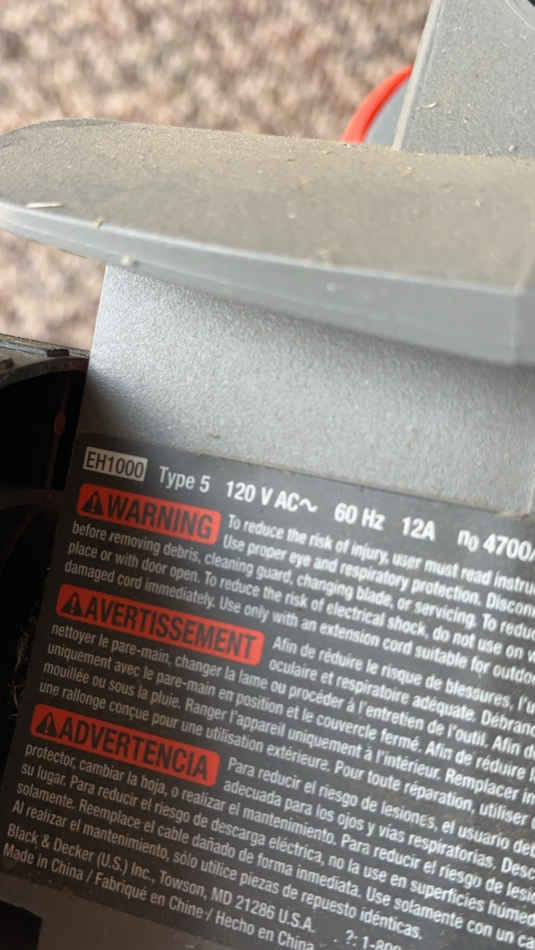 EH1000 Type 5 120 V AC~ 60 Hz 12A n0 4700/
WARNING To reduce the risk of injury, user must read instru
Use proper eye and respiratory protection. Discon
before removing debris, cleaning guard, changing blade, or servicing. To reduc
place or with door open. To reduce the risk of electrical shock, do not use on w
damaged cord immediately. Use only with an extension cord suitable for outdoo
AVERTISSEMENT Afin de réduire le risque de blessures, l'u
oculaire et respiratoire adéquate. Débranc
nettoyer le pare-main, changer la lame ou procéder à l'entretien de l'outil. Afin de
uniquement avec le pare-main en position et le couvercle fermé. Afin de réduire l
mouillée ou sous la pluie. Ranger l'appareil uniquement à l'intérieur. Remplacer in
une rallonge conçue pour une utilisation extérieure. Pour toute réparation, utiliser u
ADVERTENCIA Para reducir el riesgo de lesiones, el usuario deb
adecuada para los ojos y vías respiratorias. Desc
protector, cambiar la hoja, o realizar el mantenimiento. Para reducir el riesgo de lesio
su lugar. Para reducir el riesgo de descarga eléctrica, no la use en superficies húmed
solamente. Reemplace el cable dañado de forma inmediata. Use solamente con un ca
Al realizar el mantenimiento, sólo utilice piezas de repuesto idénticas.
Black & Decker (U.S.) Inc., Towson, MD 21286 U.S.A. ?: 1-800
Made in China / Fabriqué en Chine / Hecho en China